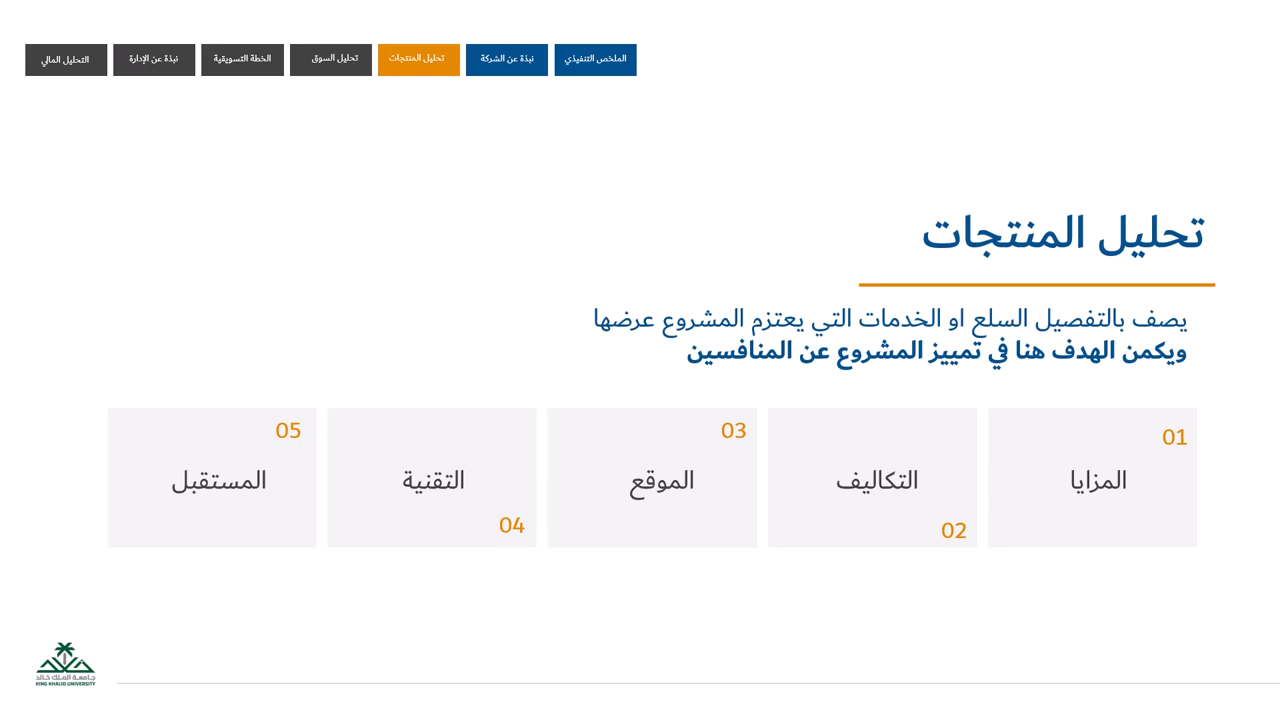 الملخص التنفيذي
نبذة عن الشركة
تحليل المنتجات
تحليل السوق
الخطة التسويقية
نبذة عن الإدارة
التحليل المالي
تحليل المنتجات
يصف بالتفصيل السلع او الخدمات التي يعتزم المشروع عرضها
ويكمن الهدف هنا في تمييز المشروع عن المنافسين
01
المزايا
التكاليف
02
03
الموقع
التقنية
04
05
المستقبل
جامعة الملك خالد
KING KHALID UNIVERSITY